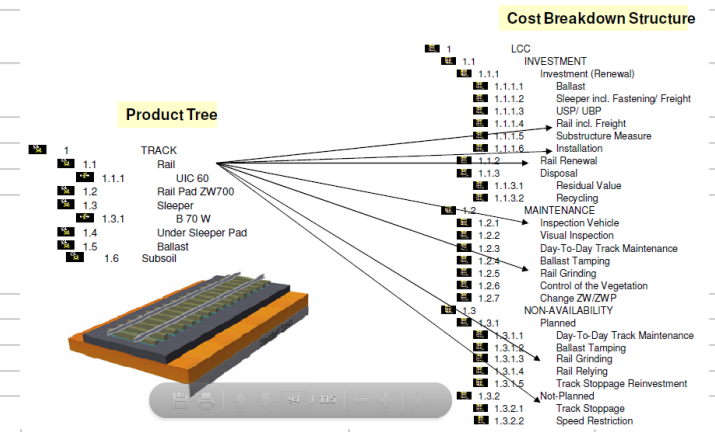 Cost Breakdown Structure
1 LCC
1.1 INVESTMENT
1.1.1 Investment (Renewal)
1.1.1.1 Ballast
1.1.1.2 Sleeper incl. Fastening/ Freight
1.1.1.3 USP/ UBP
1.1.1.4 Rail incl. Freight
1.1.1.5 Substructure Measure
1.1.1.6 Installation
1.1.2 Rail Renewal
1.1.3 Disposal
1.1.3.1 Residual Value
1.1.3.2 Recycling
1.2 MAINTENANCE
1.2.1 Inspection Vehicle
1.2.2 Visual Inspection
1.2.3 Day-To-Day Track Maintenance
1.2.4 Ballast Tamping
1.2.5 Rail Grinding
1.2.6 Control of the Vegetation
1.2.7 Change ZW/ZWP
1.3 NON-AVAILABILITY
1.3.1 Planned
1.3.1.1 Day-To-Day Track Maintenance
1.3.1.2 Ballast Tamping
1.3.1.3 Rail Grinding
1.3.1.4 Rail Relying
1.3.1.5 Track Stoppage Reinvestment
1.3.2 Not-Planned
1.3.2.1 Track Stoppage
1.3.2.2 Speed Restriction
Product Tree
1 TRACK
1.1 Rail
1.1.1 UIC 60
1.2 Rail Pad ZW700
1.3 Sleeper
1.3.1 B 70 W
1.4 Under Sleeper Pad
1.5 Ballast
1.6 Subsoil
91 / 115